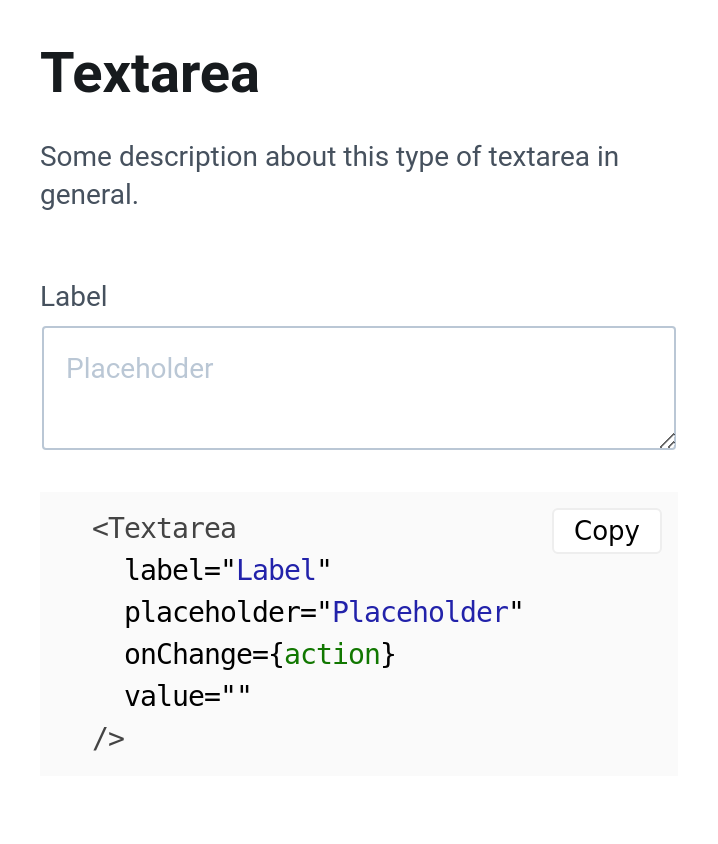 Textarea
Some description about this type of textarea in
general.
Label
Placeholder
Copy
<Textarea
label="Label"
placeholder="Placeholder"
onChange={action}
value=""
/>